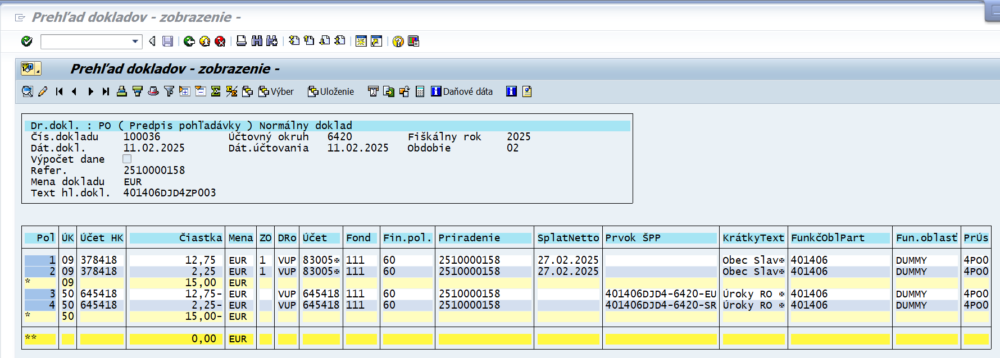 Prehľad dokladov - zobrazenie -
Prehľad dokladov - zobrazenie -
Výber Uloženie Daňové dáta
Dr.dokl. : PO ( Predpis pohľadávky ) Normálny doklad
Čís.dokladu 100036 Účtovný okruh 6420 Fiškálny rok 2025
Dát.dokl. 11.02.2025 Dát.účtovania 11.02.2025 Obdobie 02
Výpočet dane
Refer. 2510000158
Mena dokladu EUR
Text hl.dokl. 401406DJD4ZP003
Pol ÚK Účet HK Čiastka Mena ZO DRo Účet Fond Fin.pol. Priradenie SplatNetto Prvok ŠPP KrátkyText FunkčOblPart Fun.oblasť PrÚs
1 09 378418 12,75 EUR 1 VUP 83005 111 60 2510000158 27.02.2025 Obec Slav 401406 DUMMY 4PO0
2 09 378418 2,25 EUR 1 VUP 83005 111 60 2510000158 27.02.2025 Obec Slav 401406 DUMMY 4PO0
* 09 15,00 EUR
3 50 645418 12,75- EUR VUP 645418 111 60 2510000158 401406DJD4-6420-EU Úroky RO 401406 DUMMY 4PO0
4 50 645418 2,25- EUR VUP 645418 111 60 2510000158 401406DJD4-6420-SR Úroky RO 401406 DUMMY 4PO0
* 50 15,00- EUR
** 0,00 EUR